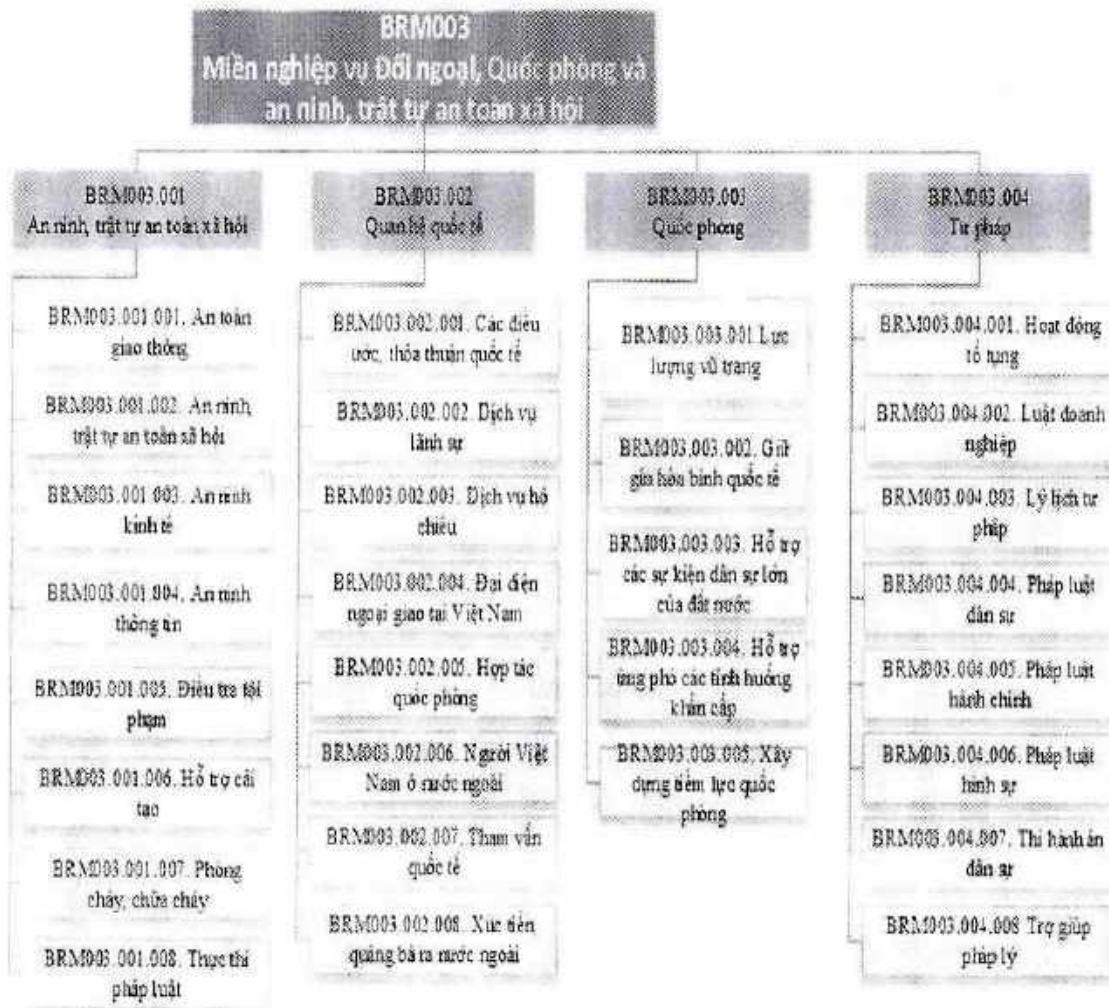 BRM003
Miền nghiệp vụ Đối ngoại, Quốc phòng và
an ninh, trật tự an toàn xã hội
BRM003.001
An ninh, trật tự an toàn xã hội
BRM003.001.001. An toàn
giao thông
BRM003.001.002. An ninh,
trật tự an toàn xã hội
BRM003.001.003. An ninh
kinh tế
BRM003.001.004. An ninh
thông tin
BRM003.001.005. Điều tra tội
phạm
BRM003.001.006. Hỗ trợ cải
tạo
BRM003.001.007. Phòng
cháy, chữa cháy
BRM003.001.008. Thực thi
pháp luật
BRM003.002
Quan hệ quốc tế
BRM003.002.001. Các điều
ước, thỏa thuận quốc tế
BRM003.002.002. Dịch vụ
lãnh sự
BRM003.002.003. Dịch vụ hộ
chiếu
BRM003.002.004. Đại diện
ngoại giao tại Việt Nam
BRM003.002.005. Hợp tác
quốc phòng
BRM003.002.006. Người Việt
Nam ở nước ngoài
BRM003.002.007. Tham vấn
quốc tế
BRM003.002.008. Xúc tiến
quảng bá ra nước ngoài
BRM003.003
Quốc phòng
BRM003.003.001 Lực
lượng vũ trang
BRM003.003.002. Giữ
gìn hòa bình quốc tế
BRM003.003.003. Hỗ trợ
các sự kiện dân sự lớn
của đất nước
BRM003.003.004. Hỗ trợ
ứng phó các tình huống
khẩn cấp
BRM003.003.005. Xây
dựng tiềm lực quốc
phòng
BRM003.004
Tư pháp
BRM003.004.001. Hoạt động
tố tụng
BRM003.004.002. Luật doanh
nghiệp
BRM003.004.003. Lý lịch tư
pháp
BRM003.004.004. Pháp luật
dân sự
BRM003.004.005. Pháp luật
hành chính
BRM003.004.006. Pháp luật
hình sự
BRM003.004.007. Thi hành án
dân sự
BRM003.004.008 Trợ giúp
pháp lý